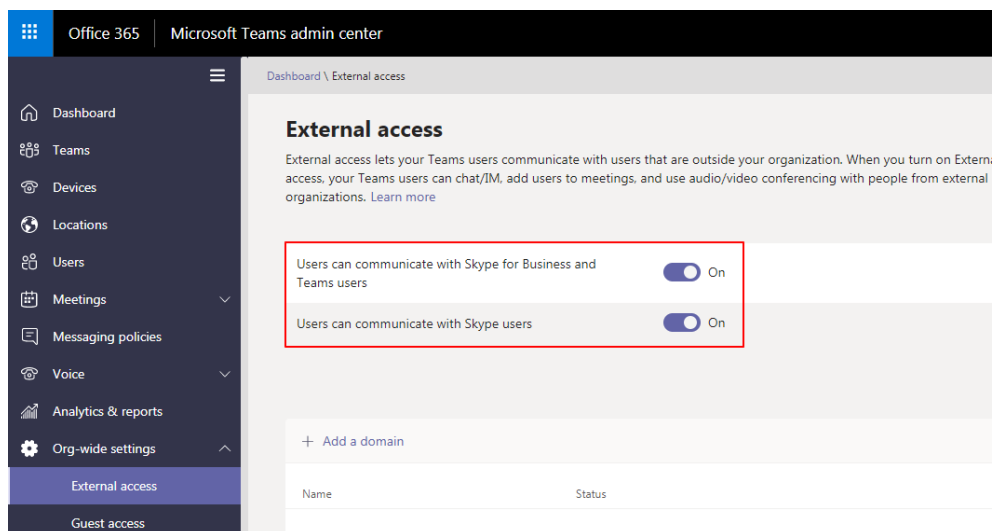 Office 365
Microsoft Teams admin center
Dashboard \ External access
Dashboard
Teams
Devices
Locations
Users
Meetings
Messaging policies
Voice
Analytics & reports
Org-wide settings
External access
Guest access
External access
External access lets your Teams users communicate with users that are outside your organization. When you turn on Externa
access, your Teams users can chat/IM, add users to meetings, and use audio/video conferencing with people from external
organizations. Learn more
Users can communicate with Skype for Business and
Teams users
On
Users can communicate with Skype users
On
+ Add a domain
Name
Status